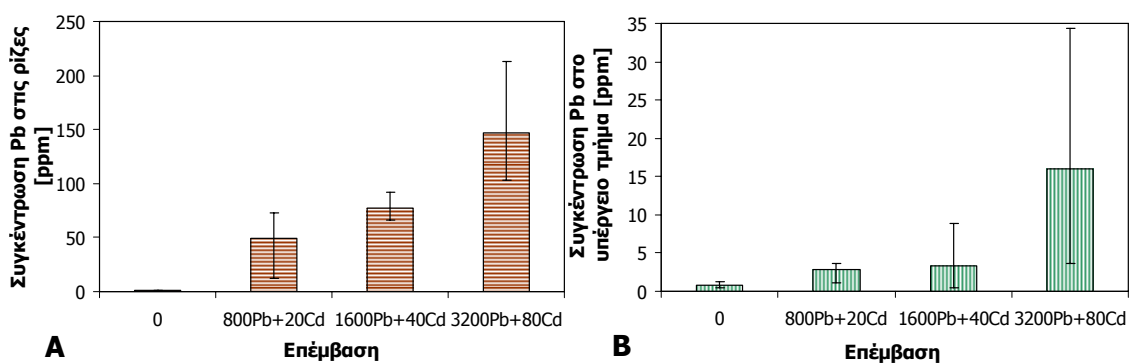 Συγκέντρωση Pb στις ρίζες
[ppm]
250
200
150
100
50
0
0
800Pb+20Cd
1600Pb+40Cd
3200Pb+80Cd
Επέμβαση
A
Συγκέντρωση Pb στο
υπέργειο τμήμα [ppm]
35
30
25
20
15
10
5
0
0
800Pb+20Cd
1600Pb+40Cd
3200Pb+80Cd
Επέμβαση
B